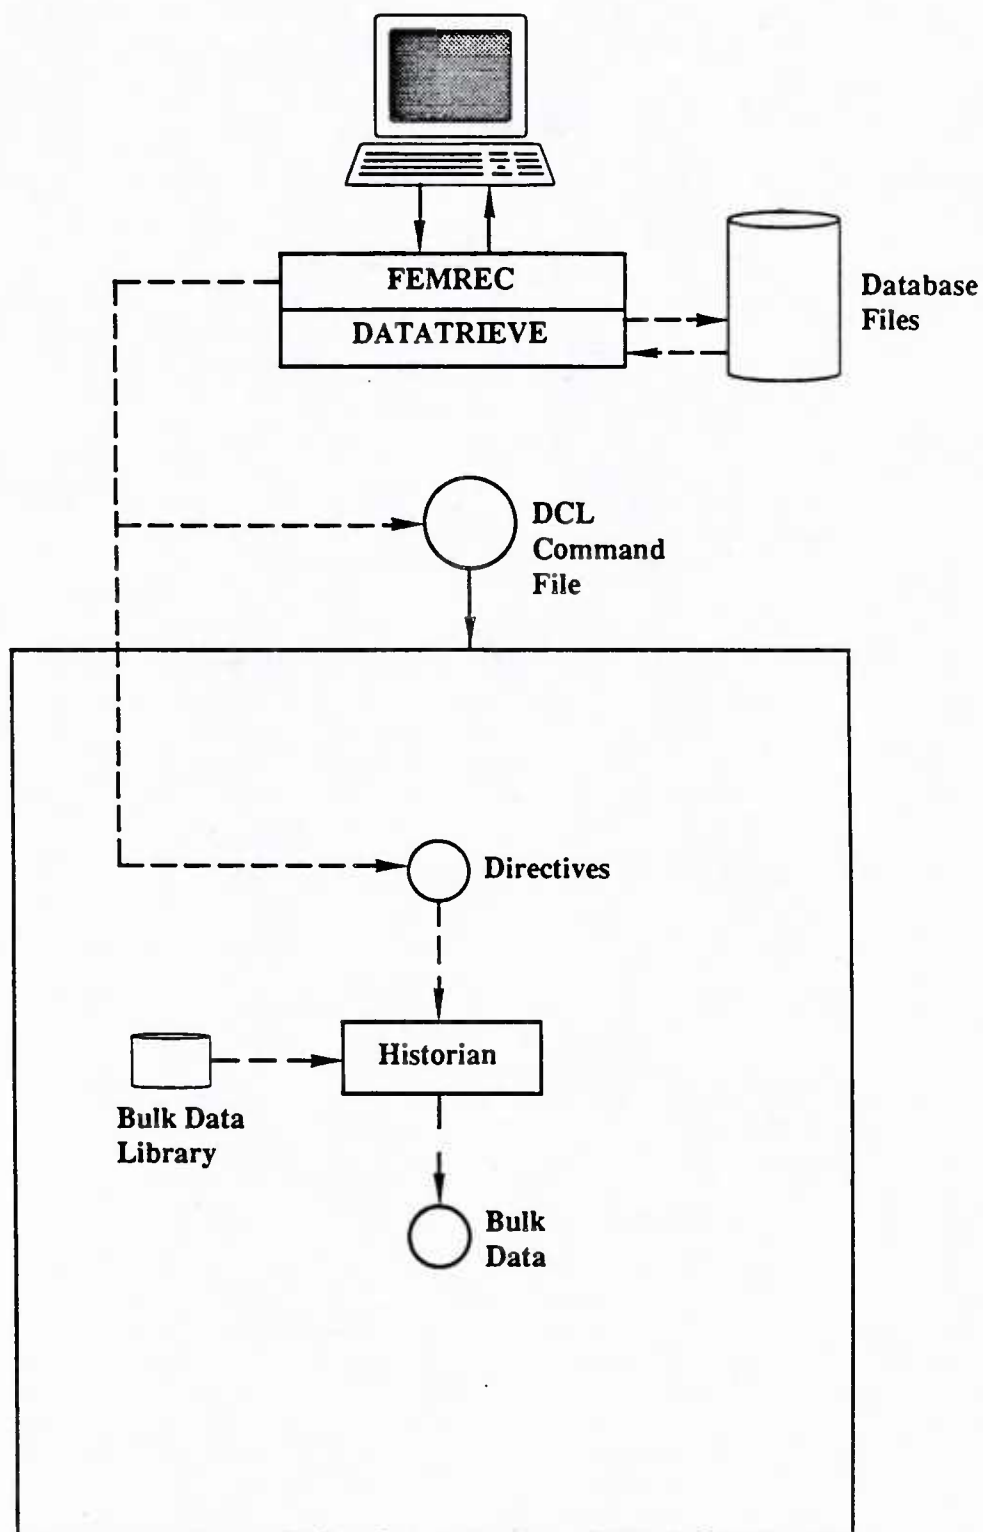 FEMREC
DATATRIEVE
Database
Files
DCL
Command
File
Directives
Historian
Bulk Data
Library
Bulk
Data